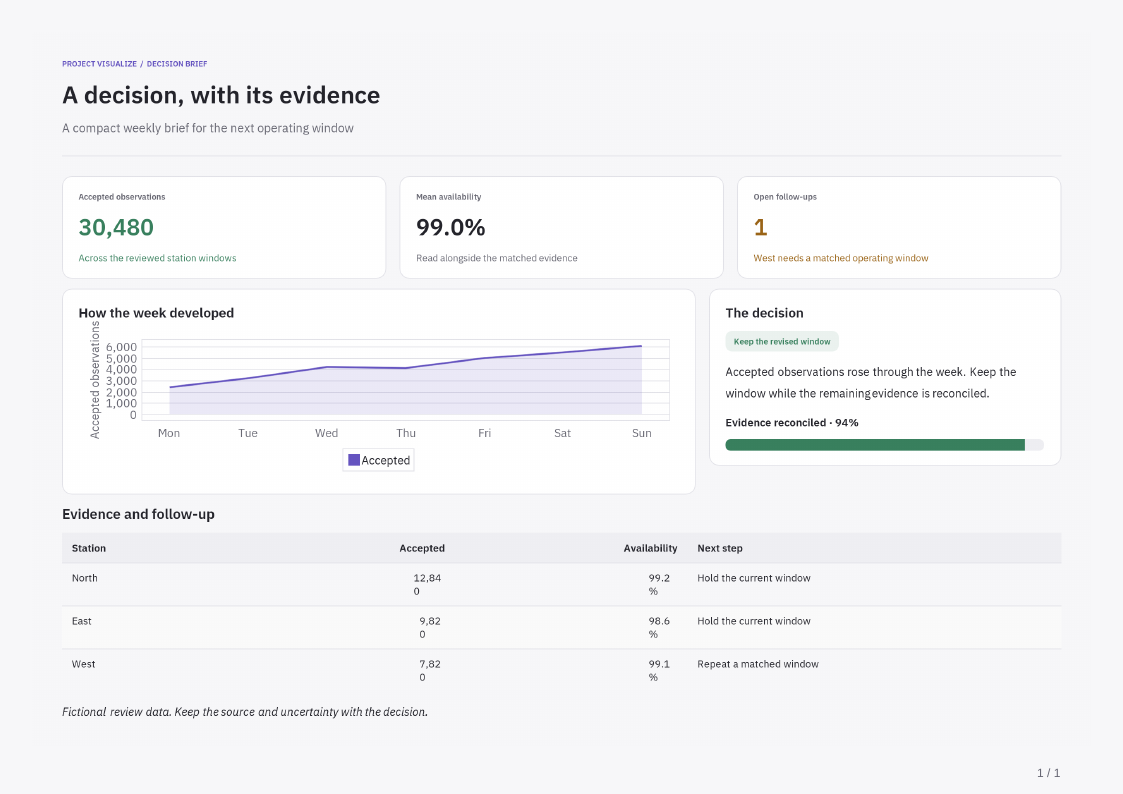 PROJECT VISUALIZE / DECISION BRIEF
A decision, with its evidence
A compact weekly brief for the next operating window
Accepted observations
30,480
Across the reviewed station windows
Mean availability
99.0%
Read alongside the matched evidence
Open follow-ups
1
West needs a matched operating window
How the week developed
Accepted observations
6,000
5,000
4,000
3,000
2,000
1,000
0
Mon Tue Wed Thu Fri Sat Sun
Accepted
The decision
Keep the revised window
Accepted observations rose through the week. Keep the
window while the remaining evidence is reconciled.
Evidence reconciled · 94%
Evidence and follow-up
Station Accepted Availability Next step
North 12,84 99.2 Hold the current window
0 %
East 9,82 98.6 Hold the current window
0 %
West 7,82 99.1 Repeat a matched window
0 %
Fictional review data. Keep the source and uncertainty with the decision.
1 / 1